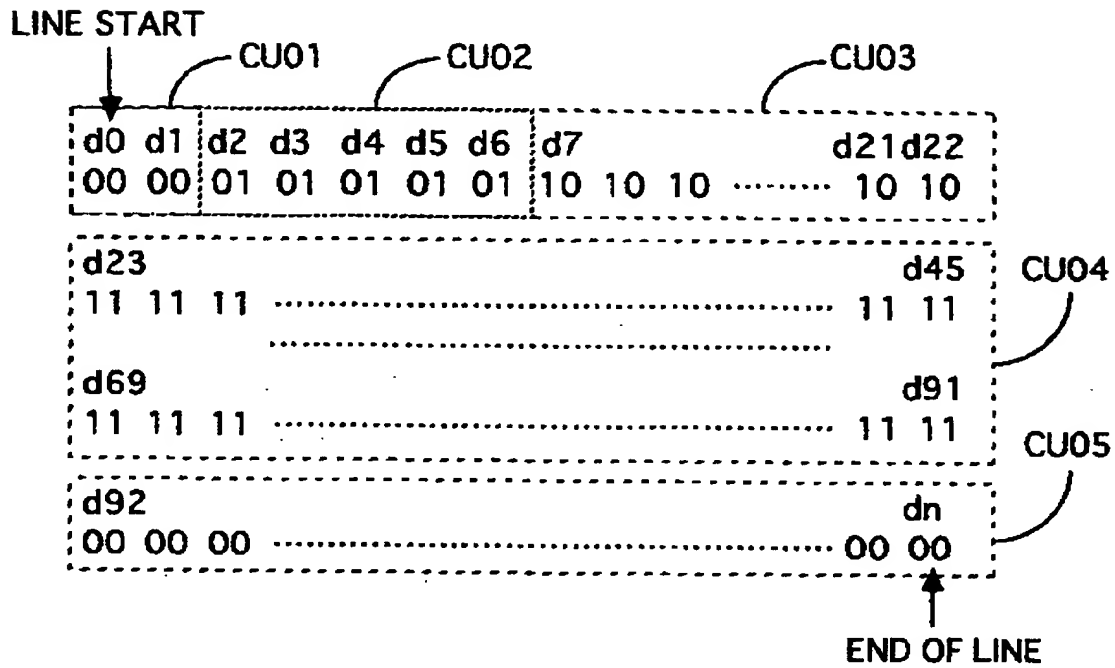 LINE START
CU01 CU02 CU03
d0 d1 d2 d3 d4 d5 d6 d7 d21 d22
00 00 01 01 01 01 01 10 10 10 ········ 10 10
d23 d45
11 11 11 ········ 11 11
CU04
········
d69 d91
11 11 11 ········ 11 11
CU05
d92 dn
00 00 00 ········ 00 00
END OF LINE